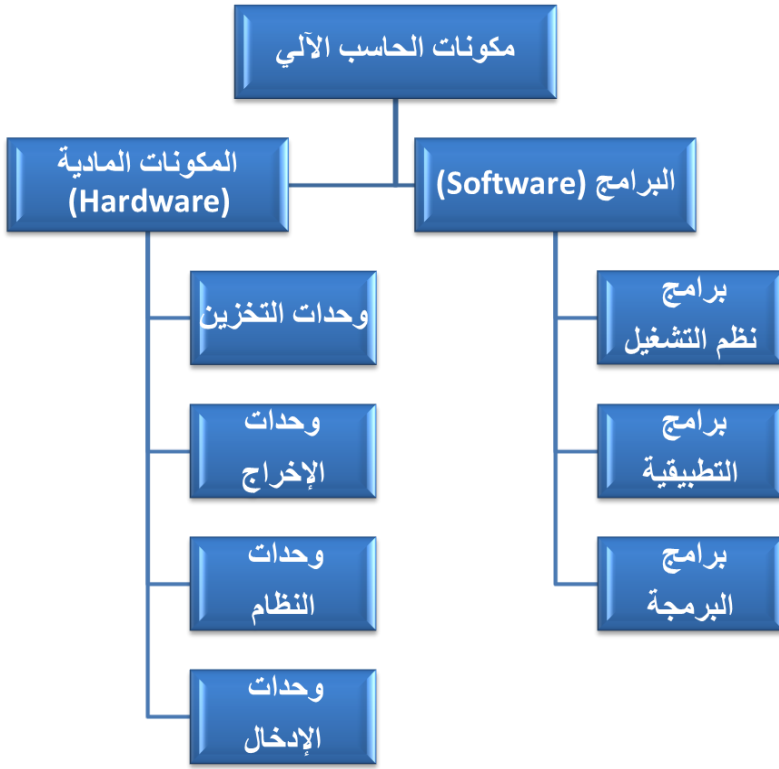 مكونات الحاسب الآلي
البرامج (Software)
برامج
نظم التشغيل
برامج
التطبيقية
برامج
البرمجة
المكونات المادية
(Hardware)
وحدات التخزين
وحدات
الإخراج
وحدات
النظام
وحدات
الإدخال